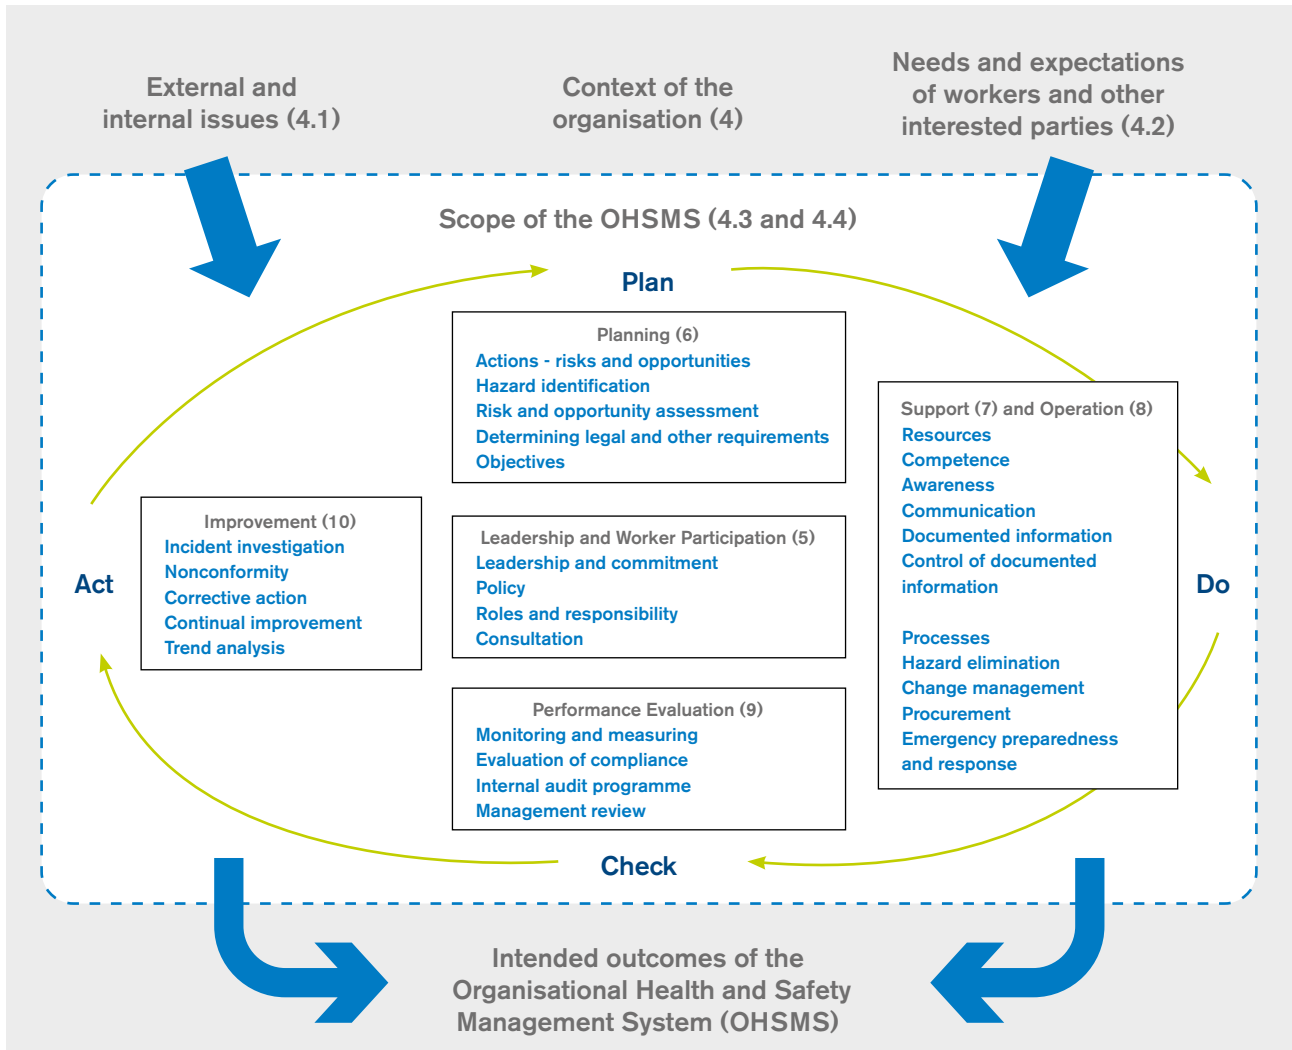 External and
internal issues (4.1)
Context of the
organisation (4)
Needs and expectations
of workers and other
interested parties (4.2)
Scope of the OHSMS (4.3 and 4.4)
Plan
Planning (6)
Actions - risks and opportunities
Hazard identification
Risk and opportunity assessment
Determining legal and other requirements
Objectives
Support (7) and Operation (8)
Resources
Competence
Awareness
Communication
Documented information
Control of documented
information
Processes
Hazard elimination
Change management
Procurement
Emergency preparedness
and response
Do
Improvement (10)
Incident investigation
Nonconformity
Corrective action
Continual improvement
Trend analysis
Act
Leadership and Worker Participation (5)
Leadership and commitment
Policy
Roles and responsibility
Consultation
Performance Evaluation (9)
Monitoring and measuring
Evaluation of compliance
Internal audit programme
Management review
Check
Intended outcomes of the
Organisational Health and Safety
Management System (OHSMS)